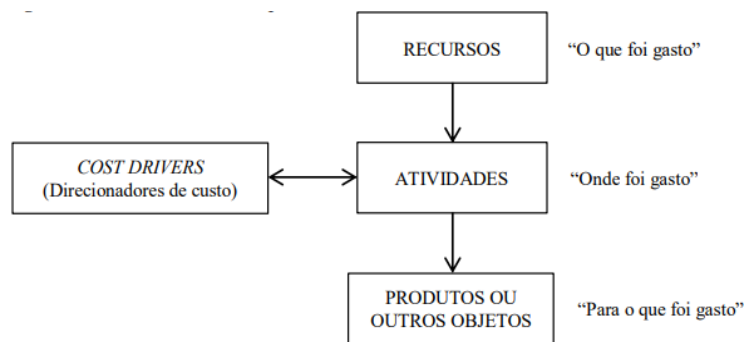 RECURSOS
“O que foi gasto”
COST DRIVERS
(Direcionadores de custo)
ATIVIDADES
“Onde foi gasto”
PRODUTOS OU
OUTROS OBJETOS
“Para o que foi gasto”